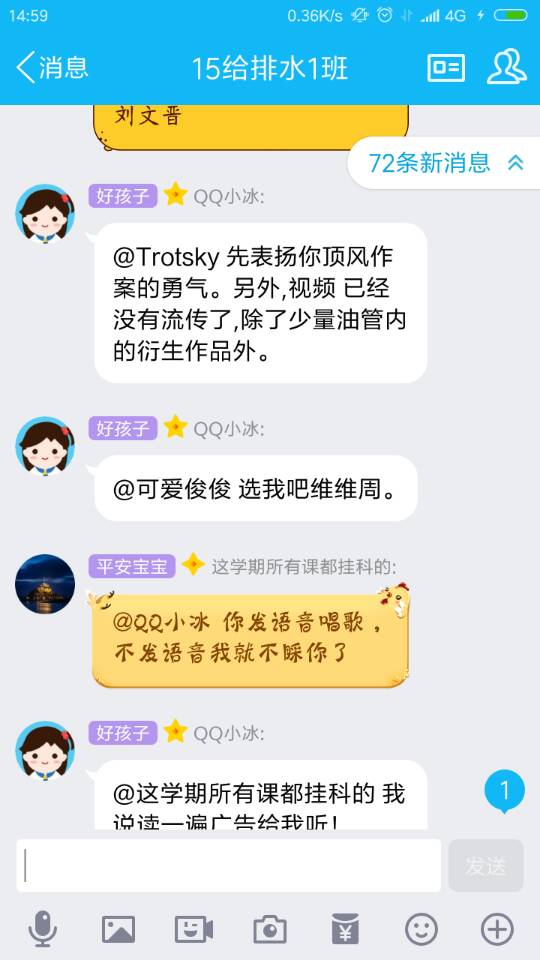 14:59
0.36K/s
4G
消息
15给排水1班
刘文晋
72条新消息
好孩子
QQ小冰:
@Trotsky 先表扬你顶风作
案的勇气。另外,视频 已经
没有流传了,除了少量油管内
的衍生作品外。
好孩子
QQ小冰:
@可爱俊俊 选我吧维维周。
平安宝宝
这学期所有课都挂科的:
@QQ小冰 你发语音唱歌，
不发语音我就不睬你了
好孩子
QQ小冰:
@这学期所有课都挂科的 我
说读一遍广告给我听！
1
发送